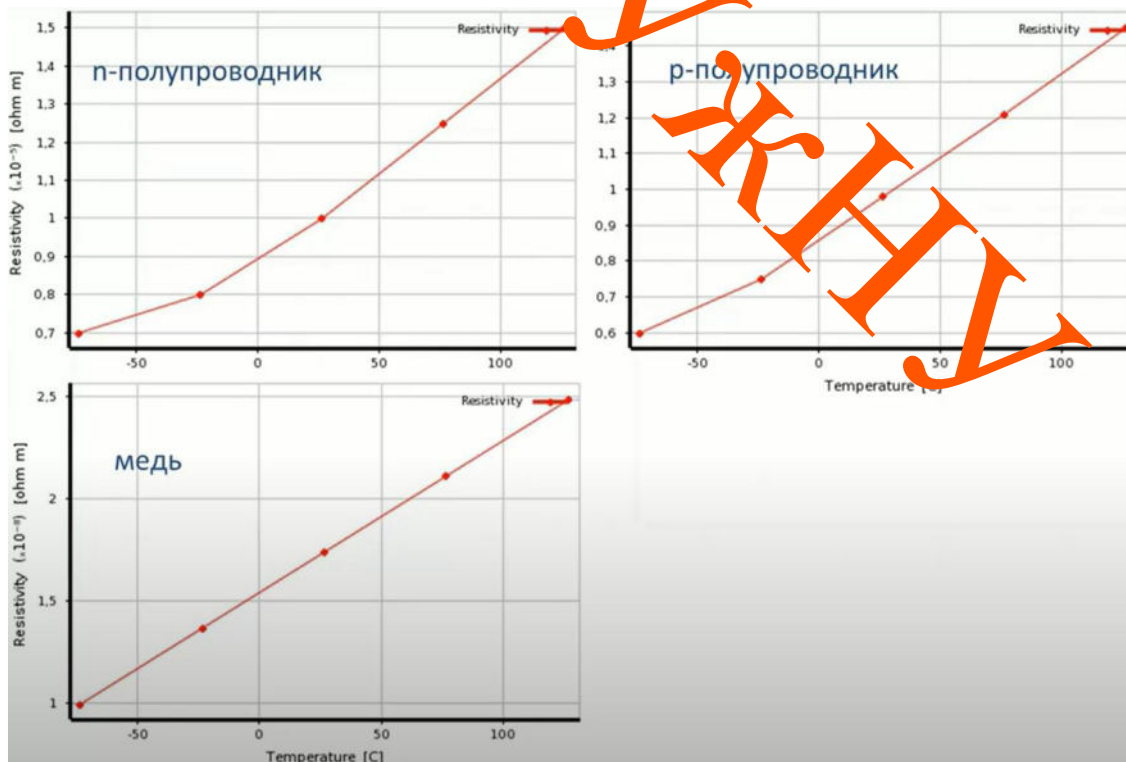 1,5
1,4
1,3
1,2
1,1
1
0,9
0,8
0,7
Resistivity (.10⁻⁵) [ohm m]
Resistivity
n-полупроводник
-50 0 50 100
1,3
1,2
1,1
1
0,9
0,8
0,7
0,6
Resistivity
p-полупроводник
-50 0 50 100
Temperature [C]
2,5
2
1,5
1
Resistivity (.10⁻⁸) [ohm m]
Resistivity
медь
-50 0 50 100
Temperature [C]
у
жну